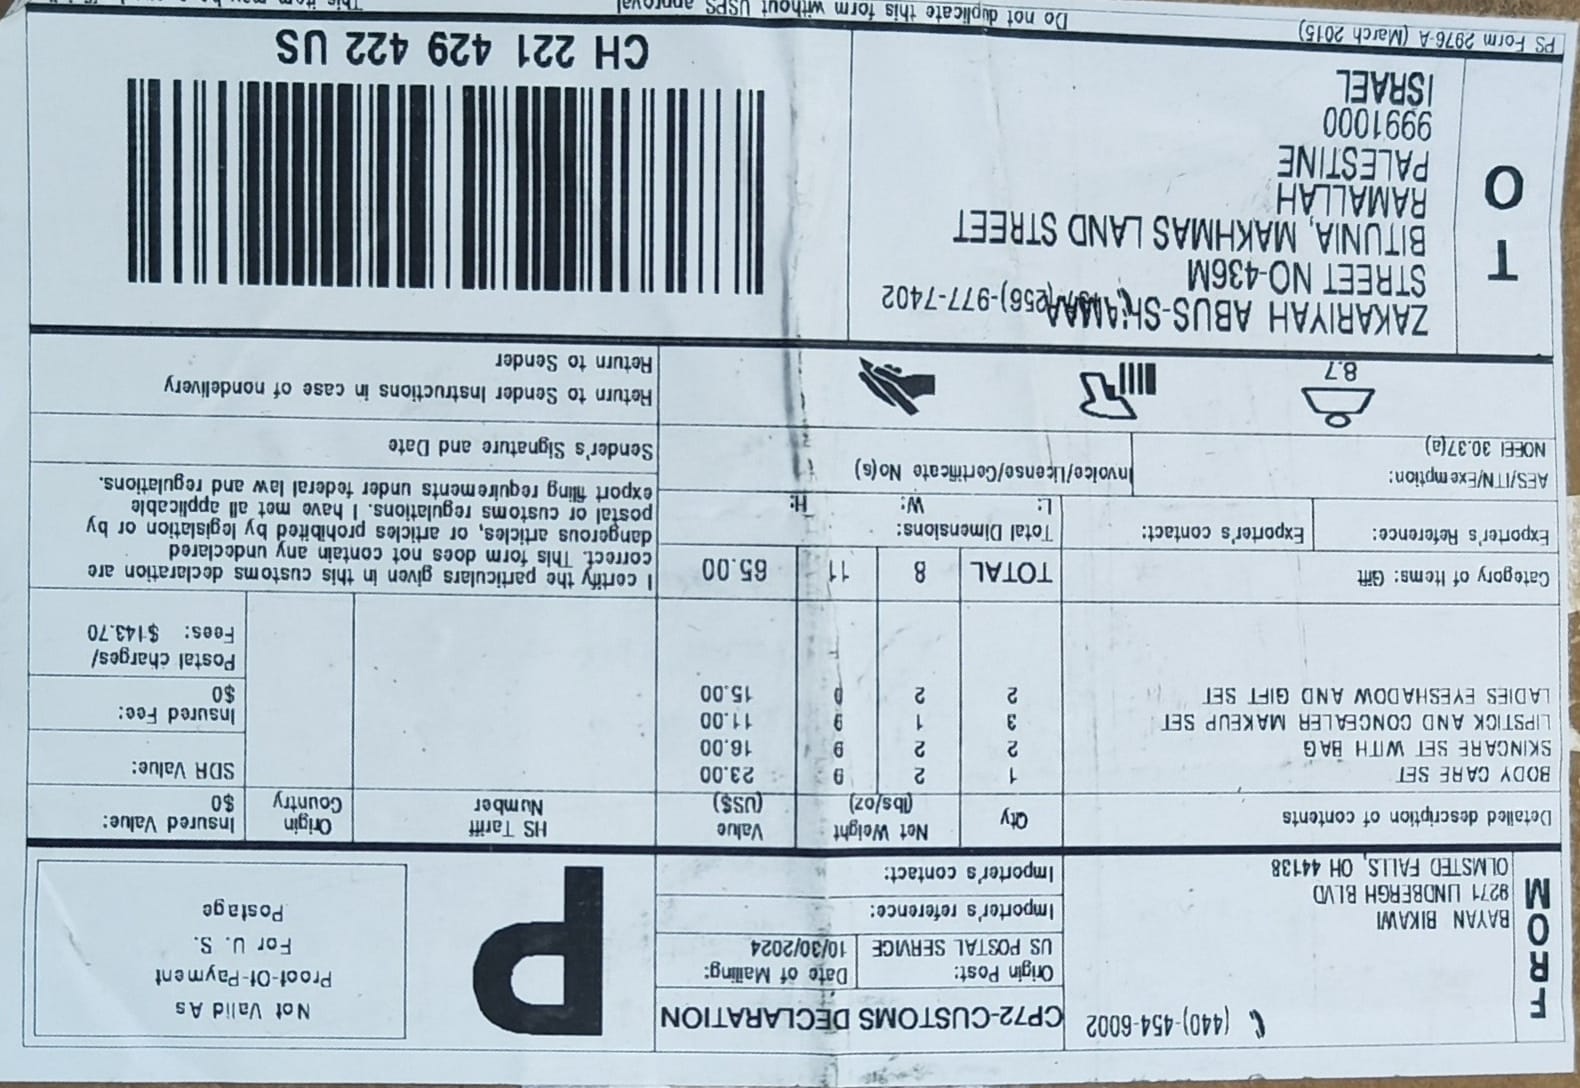 FROM
(440)-454-6002
BAYAN BIKAWI
9271 LINDBERGH BLVD
OLMSTED FALLS, OH 44138
CP72-CUSTOMS DECLARATION
Origin Post:
US POSTAL SERVICE
Date of Mailing:
10/30/2024
Importer's reference:
Importer's contact:
P
Not Valid As
Proof-Of-Payment
For U. S.
Postage
Detailed description of contents Qty Net Weight (lbs/oz) Value (US$) HS Tariff Number Origin Country
BODY CARE SET 1 2 9 23.00
SKINCARE SET WITH BAG 2 2 9 16.00
LIPSTICK AND CONCEALER MAKEUP SET 3 1 9 11.00
LADIES EYESHADOW AND GIFT SET 2 2 0 15.00
Insured Value:
$0
SDR Value:
Insured Fee:
$0
Postal charges/
Fees: $143.70
Category of Items: Gift
TOTAL 8 11 65.00
Exporter's Reference:
Exporter's contact:
Total Dimensions:
L: W: H:
AES/ITN/Exemption:
NOEEI 30.37(a)
Invoice/License/Certificate No(s)
I certify the particulars given in this customs declaration are
correct. This form does not contain any undeclared
dangerous articles, or articles prohibited by legislation or by
postal or customs regulations. I have met all applicable
export filing requirements under federal law and regulations.
Sender's Signature and Date
8.7
Return to Sender Instructions in case of nondelivery
Return to Sender
TO
ZAKARIYAH ABUS-SHAMAA (256)-977-7402
STREET NO-436M
BITUNIA, MAKHMAS LAND STREET
RAMALLAH
PALESTINE
9991000
ISRAEL
CH 221 429 422 US
PS Form 2976-A (March 2015)
Do not duplicate this form without USPS approval
This item may be